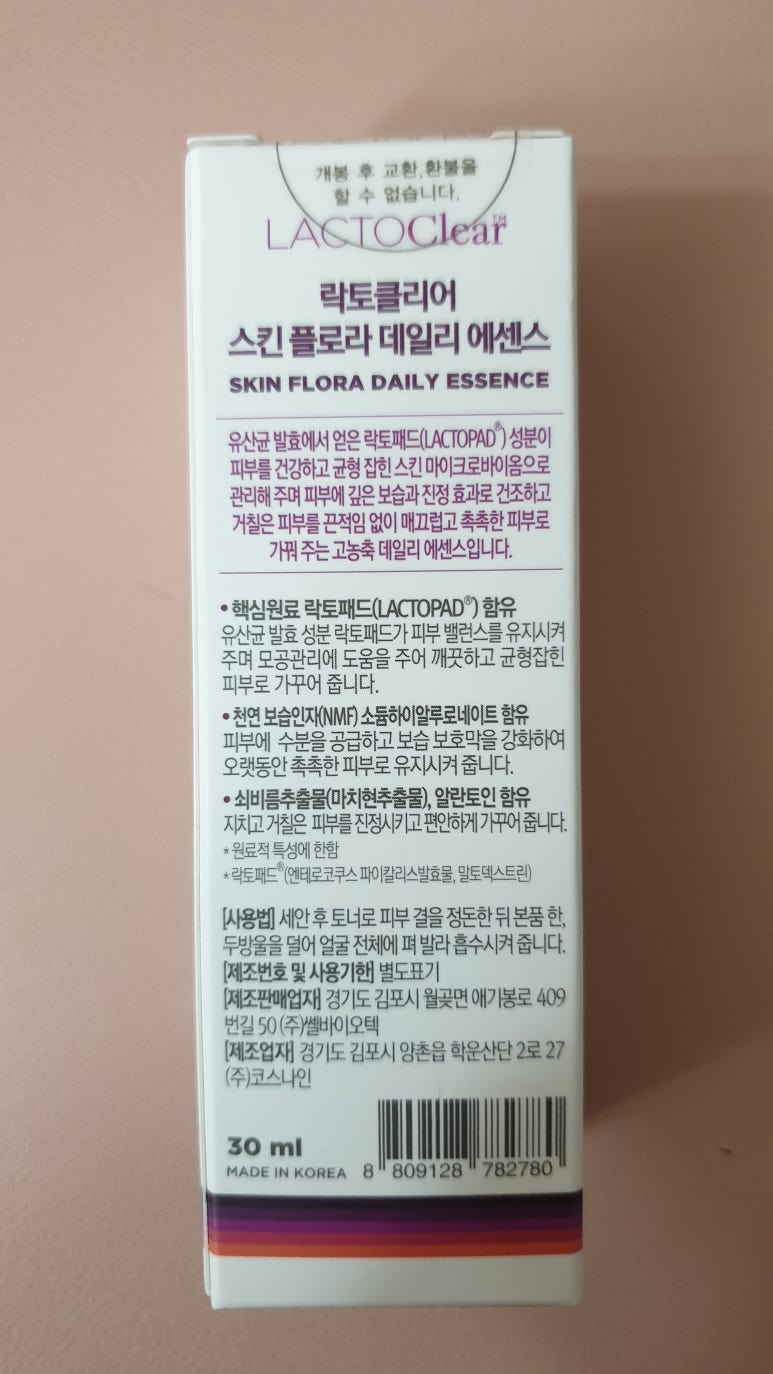 개봉 후 교환,환불을
할 수 없습니다.
LACTOClear™
락토클리어
스킨 플로라 데일리 에센스
SKIN FLORA DAILY ESSENCE
유산균 발효에서 얻은 락토패드(LACTOPAD®) 성분이
피부를 건강하고 균형 잡힌 스킨 마이크로바이옴으로
관리해 주며 피부에 깊은 보습과 진정 효과로 건조하고
거칠은 피부를 끈적임 없이 매끄럽고 촉촉한 피부로
가꿔 주는 고농축 데일리 에센스입니다.
• 핵심원료 락토패드(LACTOPAD®) 함유
유산균 발효 성분 락토패드가 피부 밸런스를 유지시켜
주며 모공관리에 도움을 주어 깨끗하고 균형잡힌
피부로 가꾸어 줍니다.
• 천연 보습인자(NMF) 소듐하이알루로네이트 함유
피부에 수분을 공급하고 보습 보호막을 강화하여
오랫동안 촉촉한 피부로 유지시켜 줍니다.
• 쇠비름추출물(마치현추출물), 알란토인 함유
지치고 거칠은 피부를 진정시키고 편안하게 가꾸어 줍니다.
* 원료적 특성에 한함
* 락토패드®(엔테로코쿠스 파이칼리스발효물, 말토덱스트린)
[사용법] 세안 후 토너로 피부 결을 정돈한 뒤 본품 한,
두방울을 덜어 얼굴 전체에 펴 발라 흡수시켜 줍니다.
[제조번호 및 사용기한] 별도표기
[제조판매업자] 경기도 김포시 월곶면 애기봉로 409
번길 50 (주)쎌바이오텍
[제조업자] 경기도 김포시 양촌읍 학운산단 2로 27
(주)코스나인
30 ml
MADE IN KOREA
8 809128 782780